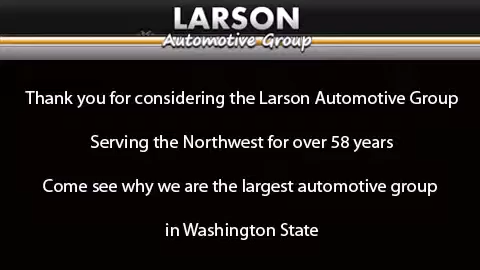 LARSON
Automotive Group
Thank you for considering the Larson Automotive Group
Serving the Northwest for over 58 years
Come see why we are the largest automotive group
in Washington State